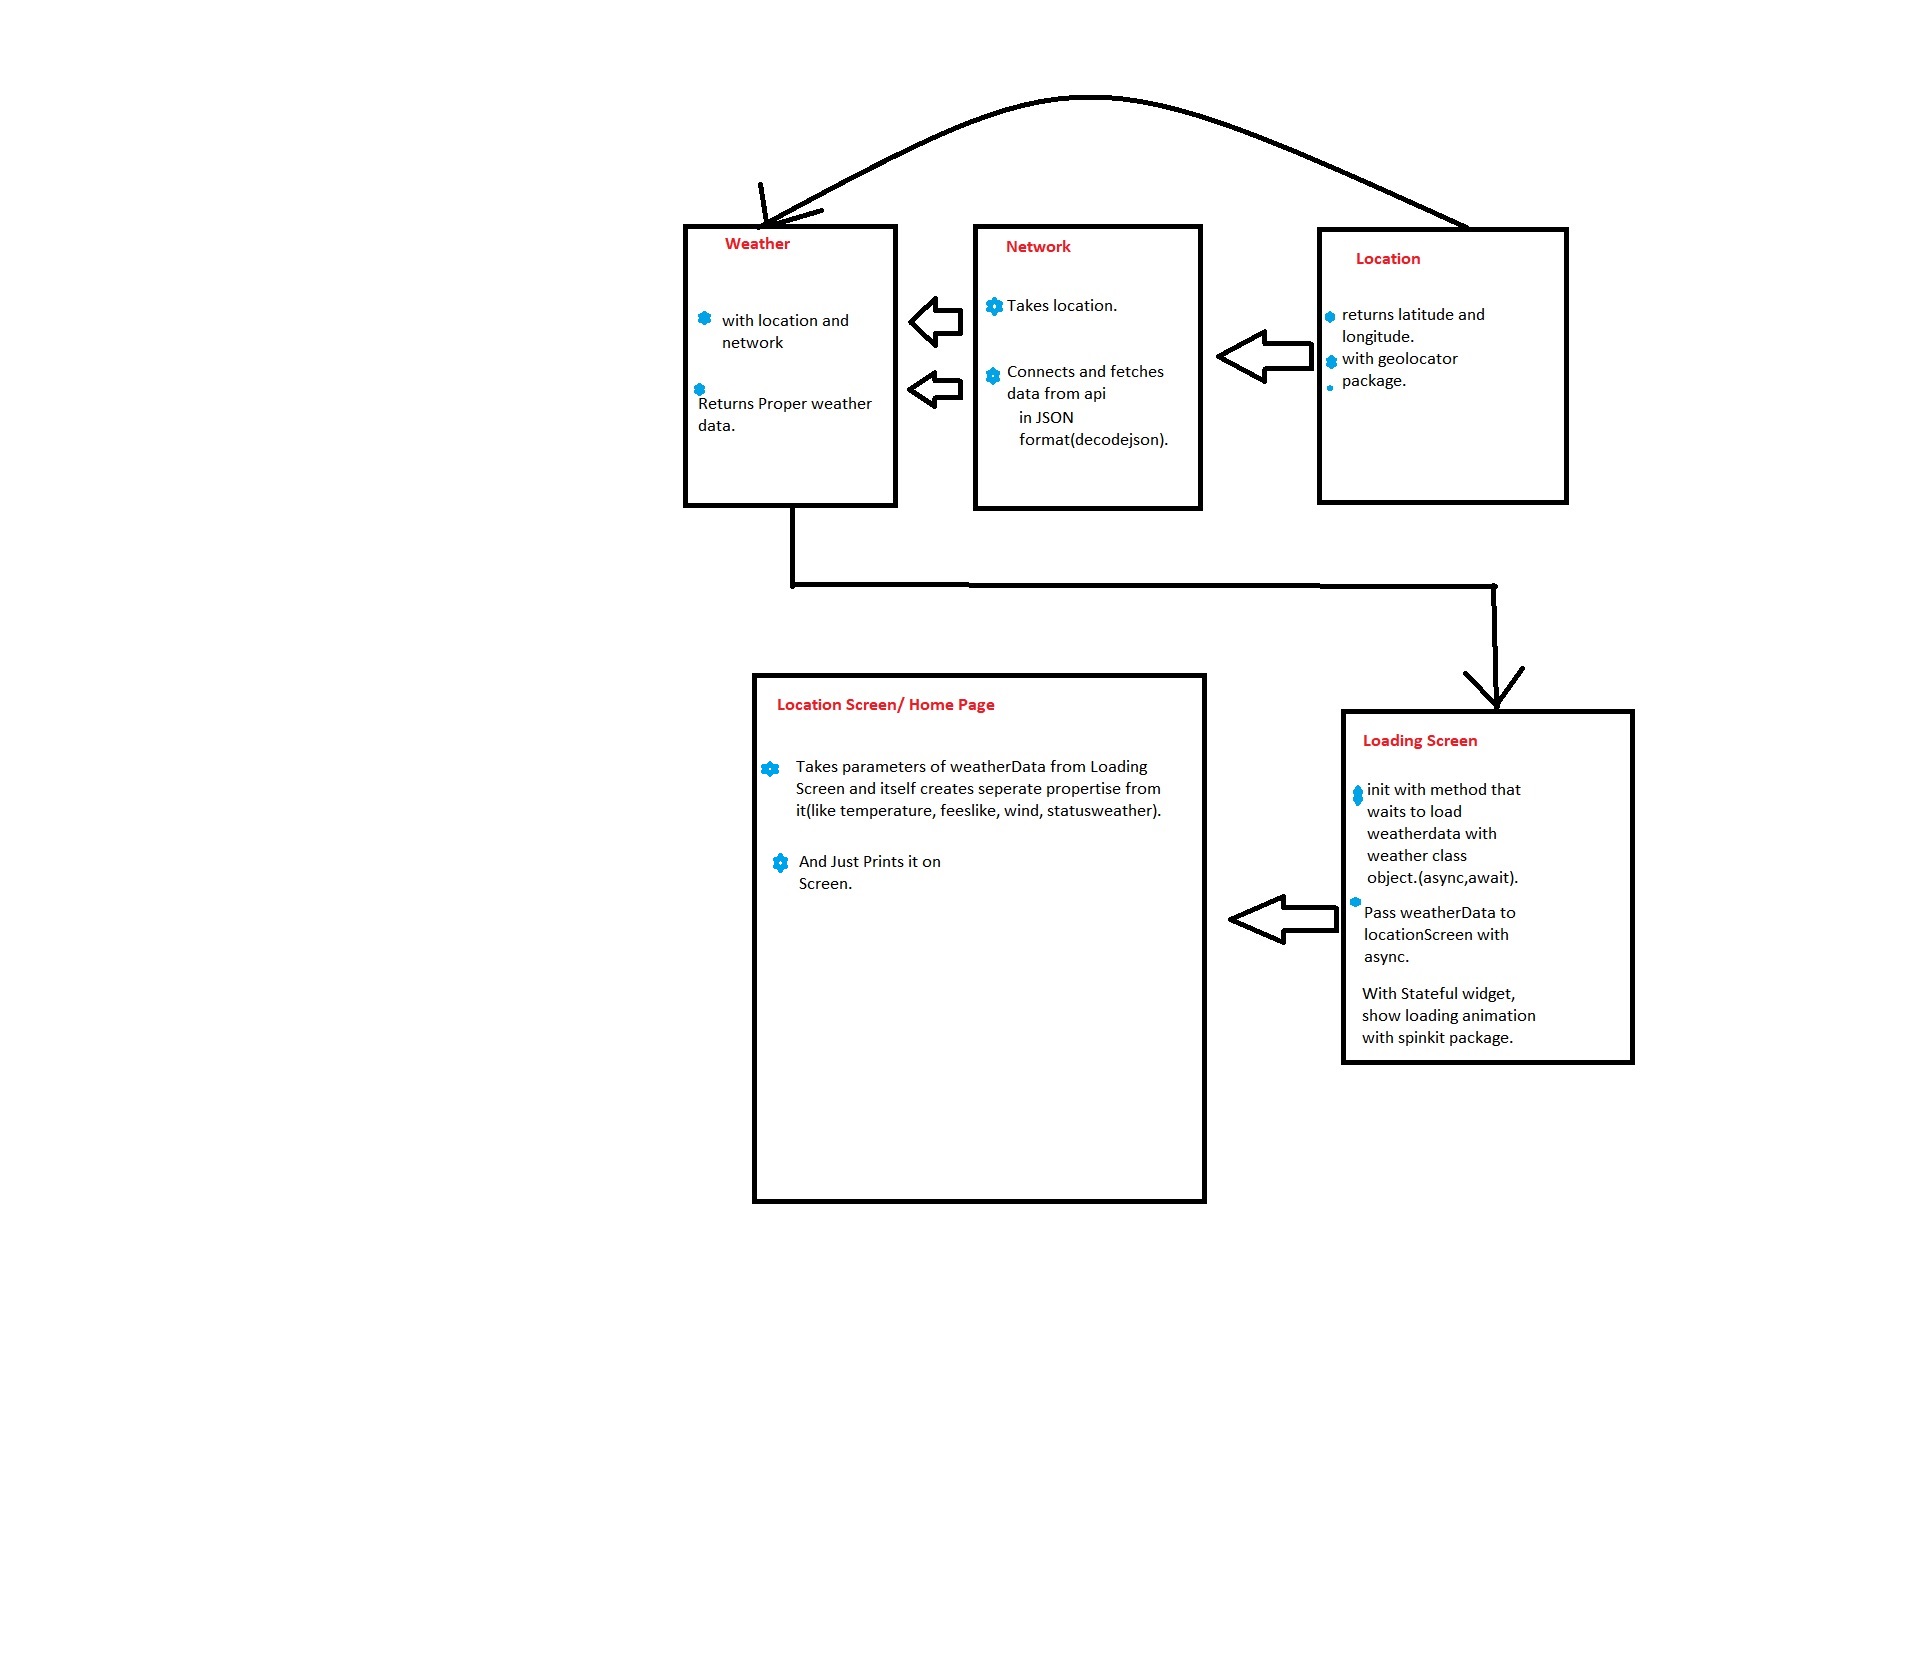 Weather
with location and
network
Returns Proper weather
data.
Network
Takes location.
Connects and fetches
data from api
in JSON
format(decodejson).
Location
returns latitude and
longitude.
with geolocator
package.
Location Screen/ Home Page
Takes parameters of weatherData from Loading
Screen and itself creates seperate propertise from
it(like temperature, feeslike, wind, statusweather).
And Just Prints it on
Screen.
Loading Screen
init with method that
waits to load
weatherdata with
weather class
object.(async,await).
Pass weatherData to
locationScreen with
async.
With Stateful widget,
show loading animation
with spinkit package.